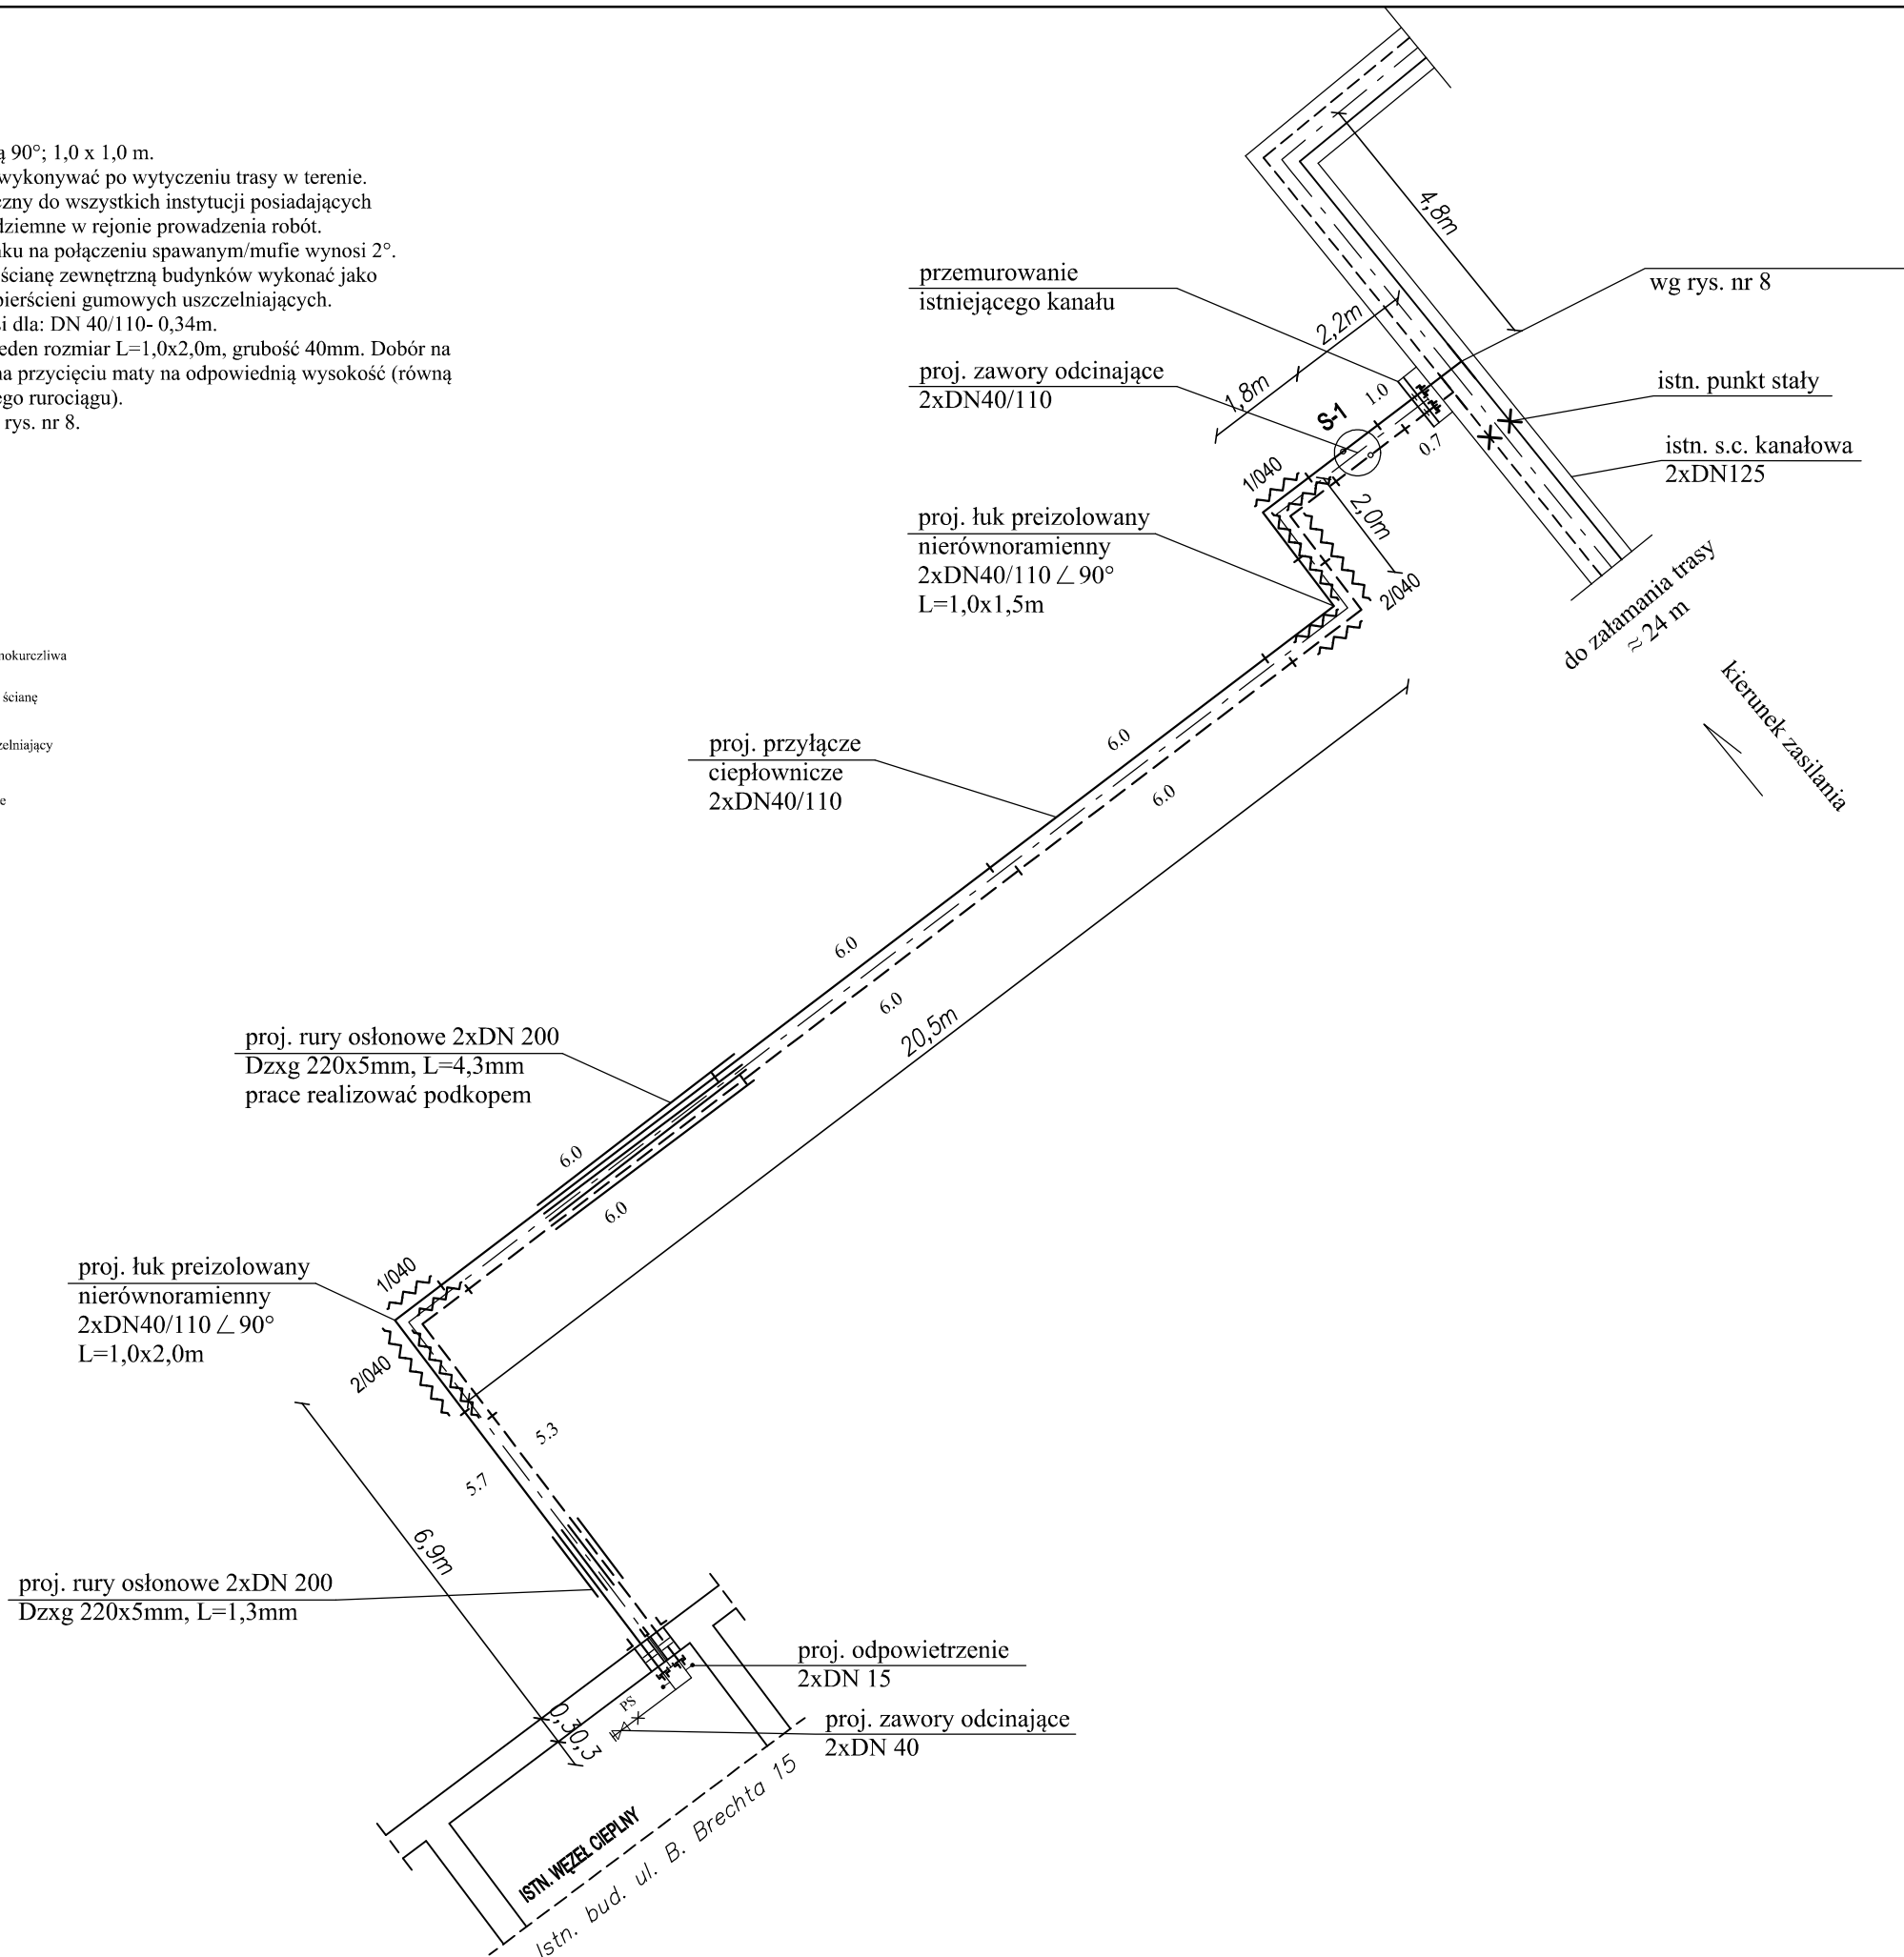 ą 90°; 1,0 x 1,0 m.
wykonywać po wytyczeniu trasy w terenie.
czny do wszystkich instytucji posiadających
dziemne w rejonie prowadzenia robót.
nku na połączeniu spawanym/mufie wynosi 2°.
ścianę zewnętrzną budynków wykonać jako
pierścieni gumowych uszczelniających.
si dla: DN 40/110- 0,34m.
jeden rozmiar L=1,0x2,0m, grubość 40mm. Dobór na
na przycięciu maty na odpowiednią wysokość (równą
ego rurociągu).
rys. nr 8.
mokurczliwa
ścianę
zelniający
e
4,8m
przemurowanie
istniejącego kanału
wg rys. nr 8
2,2m
1,8m
proj. zawory odcinające
2xDN40/110
istn. punkt stały
1.0
S-1
0.7
istn. s.c. kanałowa
2xDN125
1/040
2,0m
proj. łuk preizolowany
nierównoramienny
2xDN40/110 ∠ 90°
L=1,0x1,5m
2/040
do załamania trasy
≈ 24 m
kierunek zasilania
proj. przyłącze
ciepłownicze
2xDN40/110
6.0
6.0
6.0
6.0
20,5m
proj. rury osłonowe 2xDN 200
Dzxg 220x5mm, L=4,3mm
prace realizować podkopem
6.0
6.0
proj. łuk preizolowany
nierównoramienny
2xDN40/110 ∠ 90°
L=1,0x2,0m
1/040
2/040
5.3
5.7
6,9m
proj. rury osłonowe 2xDN 200
Dzxg 220x5mm, L=1,3mm
proj. odpowietrzenie
2xDN 15
PS
proj. zawory odcinające
2xDN 40
0,30,3
ISTN. WĘZEŁ CIEPLNY
Istn. bud. ul. B. Brechta 15